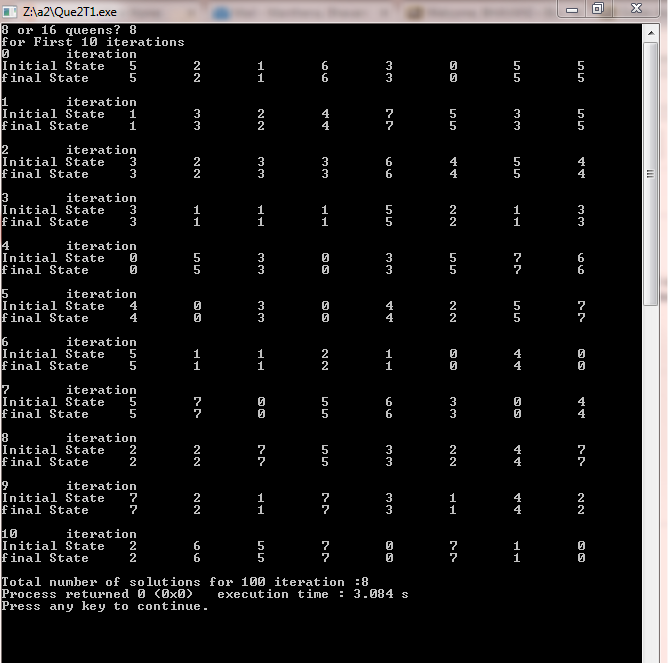 Z:\a2\Que2T1.exe
8 or 16 queens? 8
for First 10 iterations
0 iteration
Initial State 5 2 1 6 3 0 5 5
final State 5 2 1 6 3 0 5 5
1 iteration
Initial State 1 3 2 4 7 5 3 5
final State 1 3 2 4 7 5 3 5
2 iteration
Initial State 3 2 3 3 6 4 5 4
final State 3 2 3 3 6 4 5 4
3 iteration
Initial State 3 1 1 1 5 2 1 3
final State 3 1 1 1 5 2 1 3
4 iteration
Initial State 0 5 3 0 3 5 7 6
final State 0 5 3 0 3 5 7 6
5 iteration
Initial State 4 0 3 0 4 2 5 7
final State 4 0 3 0 4 2 5 7
6 iteration
Initial State 5 1 1 2 1 0 4 0
final State 5 1 1 2 1 0 4 0
7 iteration
Initial State 5 7 0 5 6 3 0 4
final State 5 7 0 5 6 3 0 4
8 iteration
Initial State 2 2 7 5 3 2 4 7
final State 2 2 7 5 3 2 4 7
9 iteration
Initial State 7 2 1 7 3 1 4 2
final State 7 2 1 7 3 1 4 2
10 iteration
Initial State 2 6 5 7 0 7 1 0
final State 2 6 5 7 0 7 1 0
Total number of solutions for 100 iteration :8
Process returned 0 (0x0) execution time : 3.084 s
Press any key to continue.